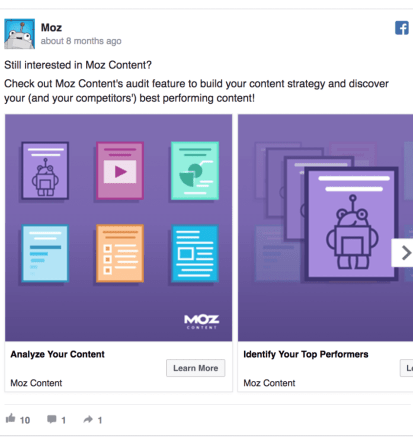 Moz
about 8 months ago
Still interested in Moz Content?
Check out Moz Content's audit feature to build your content strategy and discover
your (and your competitors') best performing content!
MOZ
CONTENT
Analyze Your Content
Learn More
Moz Content
Identify Your Top Performers
Moz Content
10
1
1